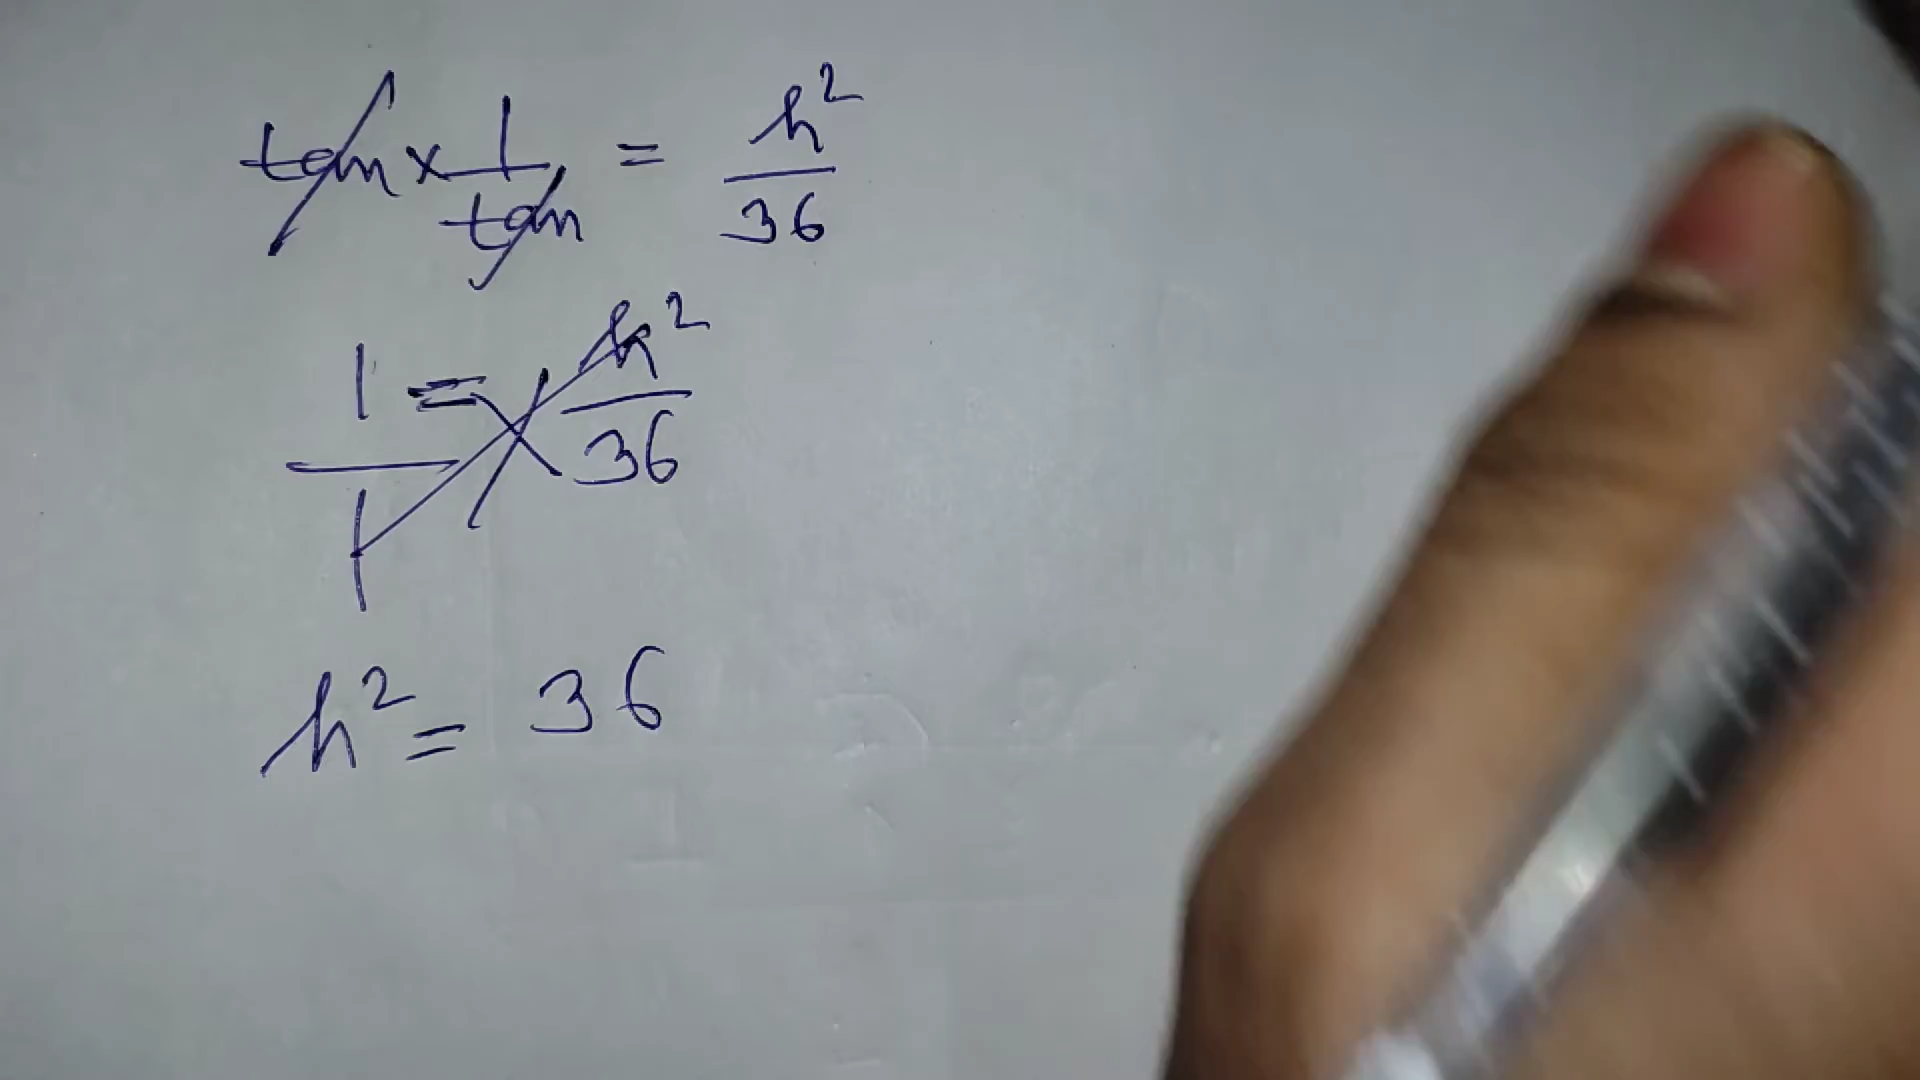 tan × 1/tan = h²/36
1/1 = h²/36
h² = 36